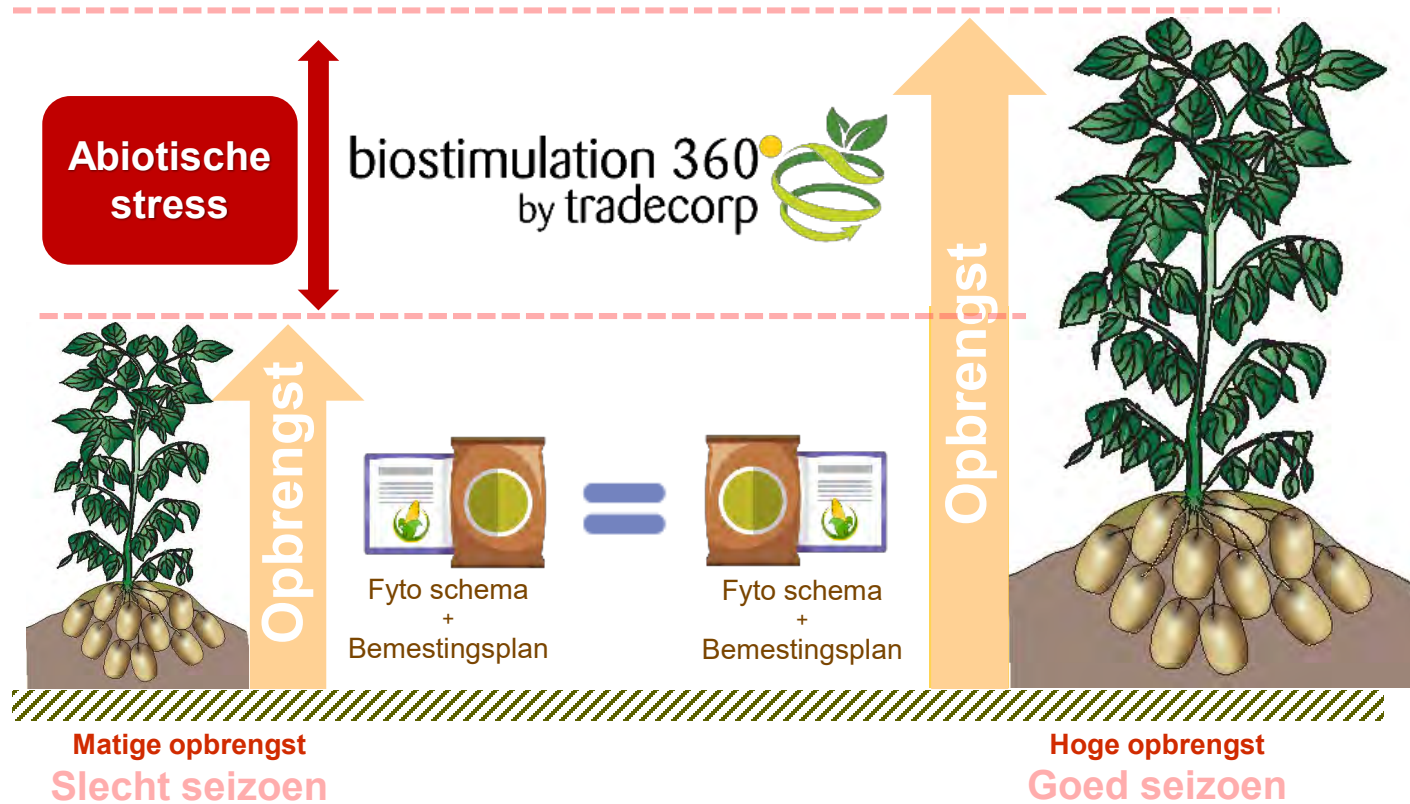 Abiotische
stress
biostimulation 360°
by tradecorp
Opbrengst
Opbrengst
Fyto schema
+
Bemestingsplan
Fyto schema
+
Bemestingsplan
Matige opbrengst
Slecht seizoen
Hoge opbrengst
Goed seizoen